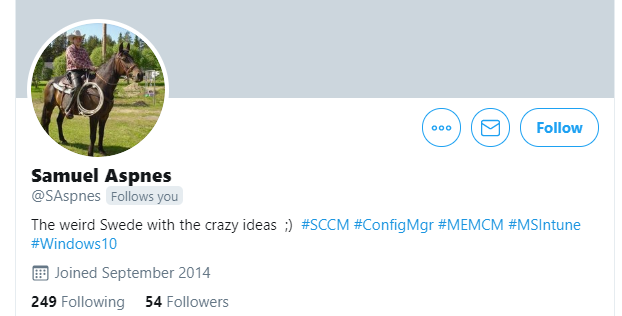 Follow
Samuel Aspnes
@SAspnes Follows you
The weird Swede with the crazy ideas ;) #SCCM #ConfigMgr #MEMCM #MSIntune
#Windows10
Joined September 2014
249 Following 54 Followers